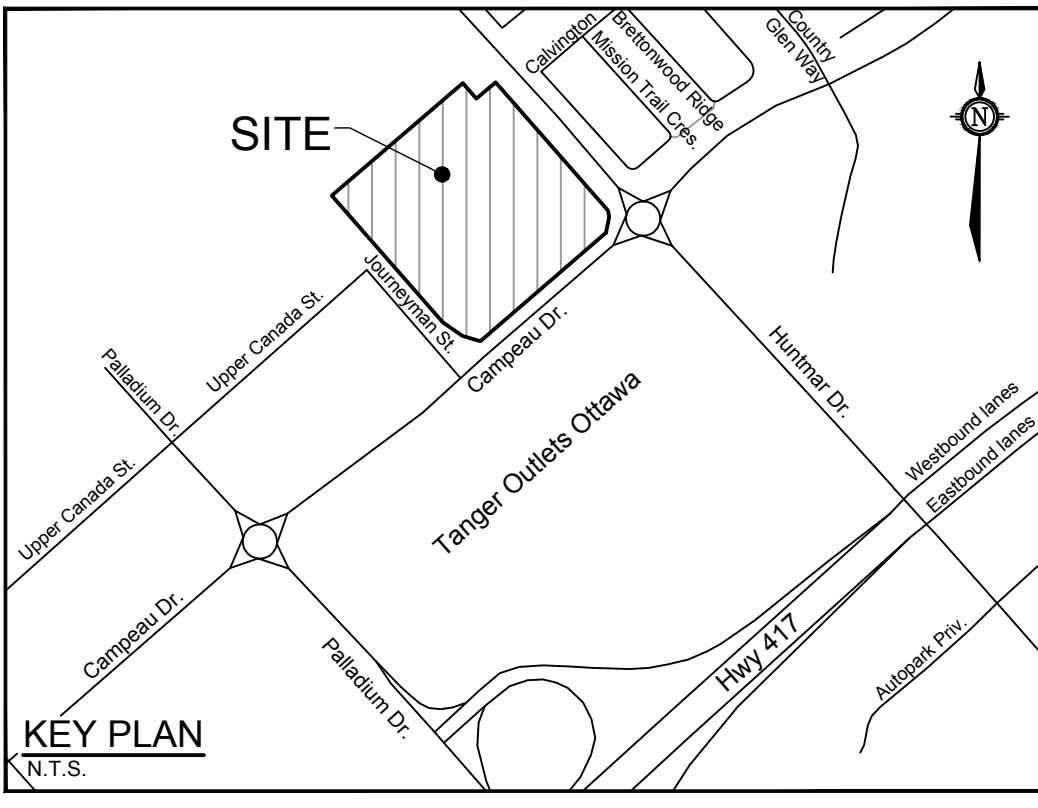 Country
Glen Way
Brettonwood Ridge
Calvington
Mission Trail Cres.
N
SITE
Journeyman St.
Upper Canada St.
Campeau Dr.
Huntmar Dr.
Palladium Dr.
Tanger Outlets Ottawa
Westbound lanes
Eastbound lanes
Upper Canada St.
Campeau Dr.
Palladium Dr.
Hwy 417
Autopark Priv.
KEY PLAN
N.T.S.